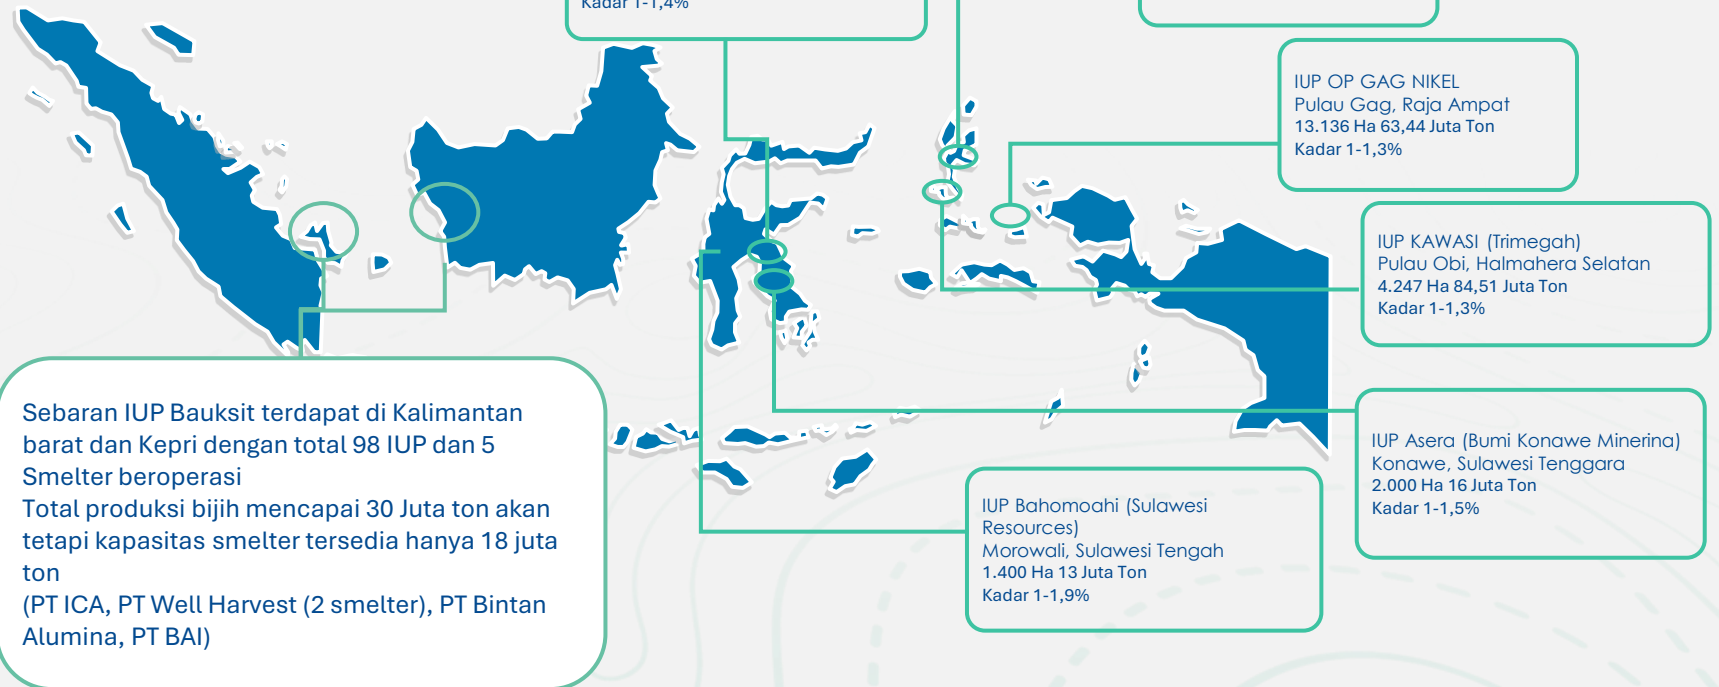 Kadar 1-1,4%
IUP OP GAG NIKEL
Pulau Gag, Raja Ampat
13.136 Ha 63,44 Juta Ton
Kadar 1-1,3%
IUP KAWASI (Trimegah)
Pulau Obi, Halmahera Selatan
4.247 Ha 84,51 Juta Ton
Kadar 1-1,3%
IUP Asera (Bumi Konawe Minerina)
Konawe, Sulawesi Tenggara
2.000 Ha 16 Juta Ton
Kadar 1-1,5%
IUP Bahomoahi (Sulawesi
Resources)
Morowali, Sulawesi Tengah
1.400 Ha 13 Juta Ton
Kadar 1-1,9%
Sebaran IUP Bauksit terdapat di Kalimantan
barat dan Kepri dengan total 98 IUP dan 5
Smelter beroperasi
Total produksi bijih mencapai 30 Juta ton akan
tetapi kapasitas smelter tersedia hanya 18 juta
ton
(PT ICA, PT Well Harvest (2 smelter), PT Bintan
Alumina, PT BAI)